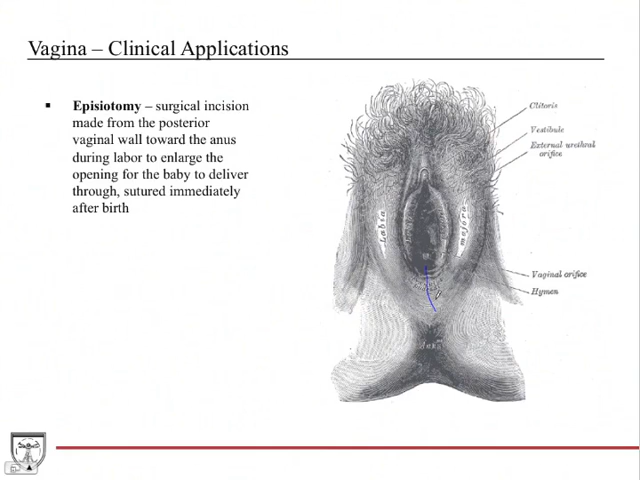 Vagina – Clinical Applications
▪ Episiotomy – surgical incision
made from the posterior
vaginal wall toward the anus
during labor to enlarge the
opening for the baby to deliver
through, sutured immediately
after birth
Clitoris
Vestibule
External urethral
orifice
Labia
majora
Vaginal orifice
Hymen
Anus